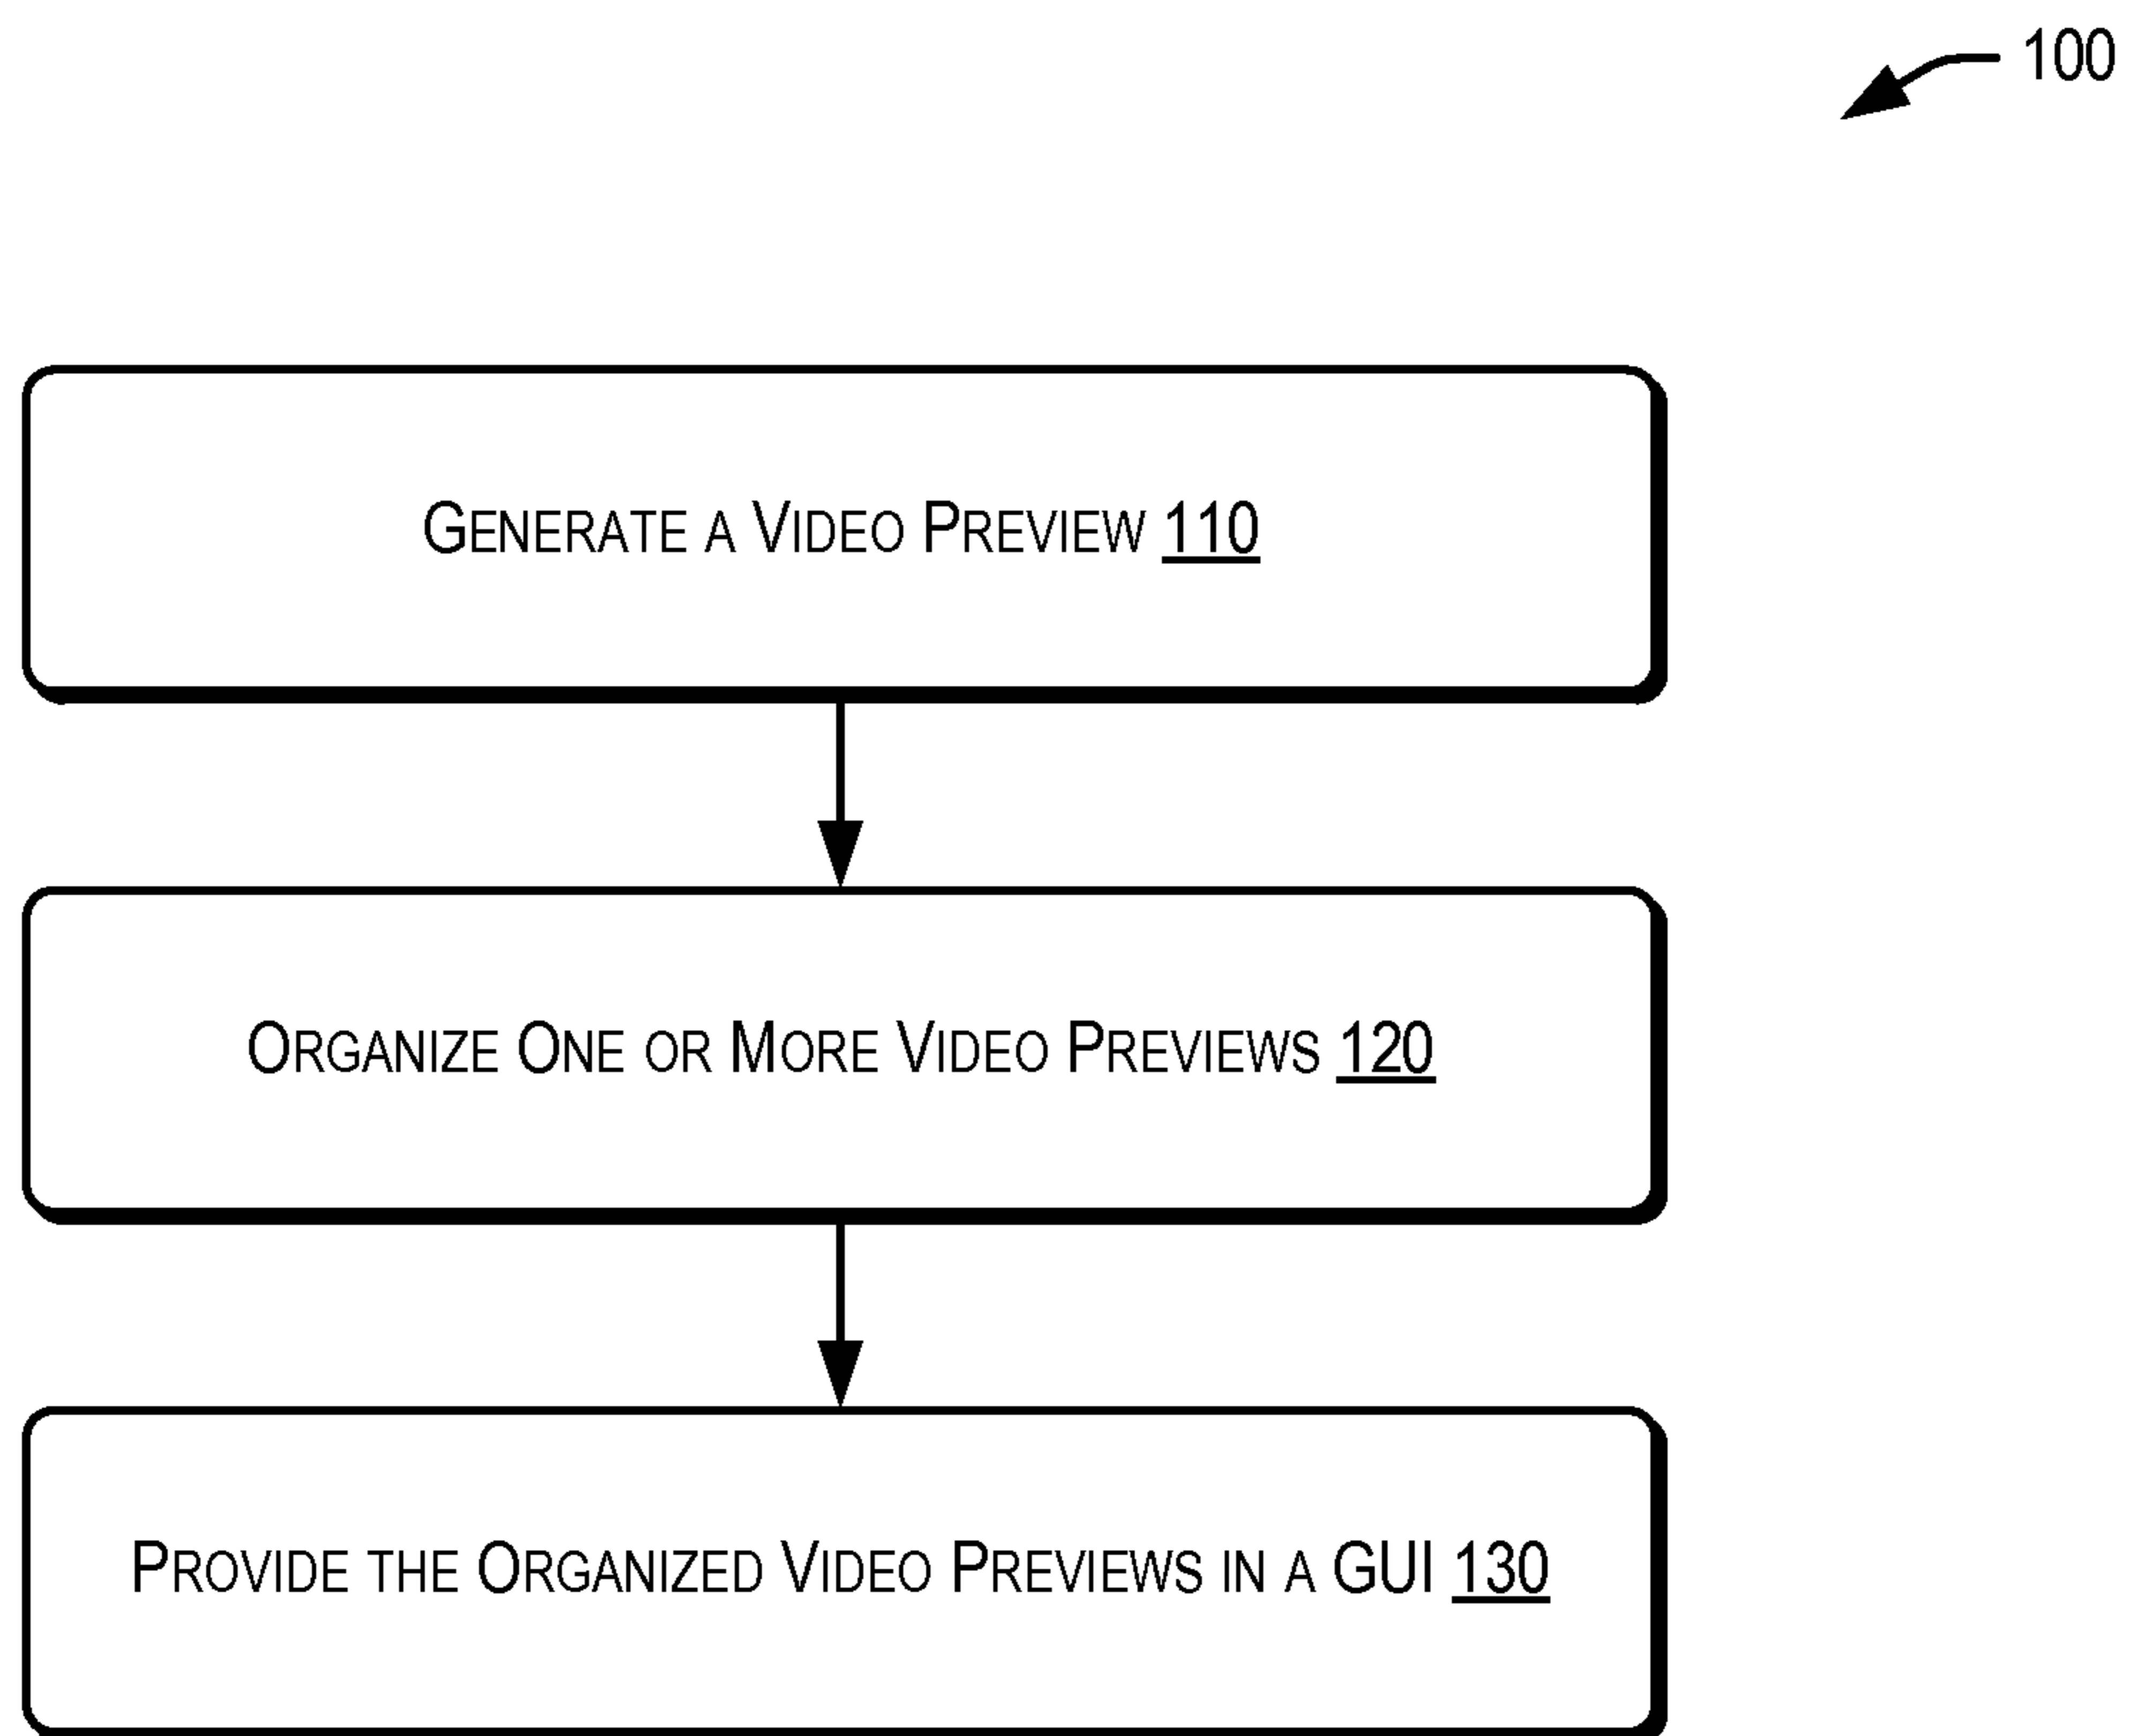 100
Generate a Video Preview 110
Organize One or More Video Previews 120
Provide the Organized Video Previews in a GUI 130